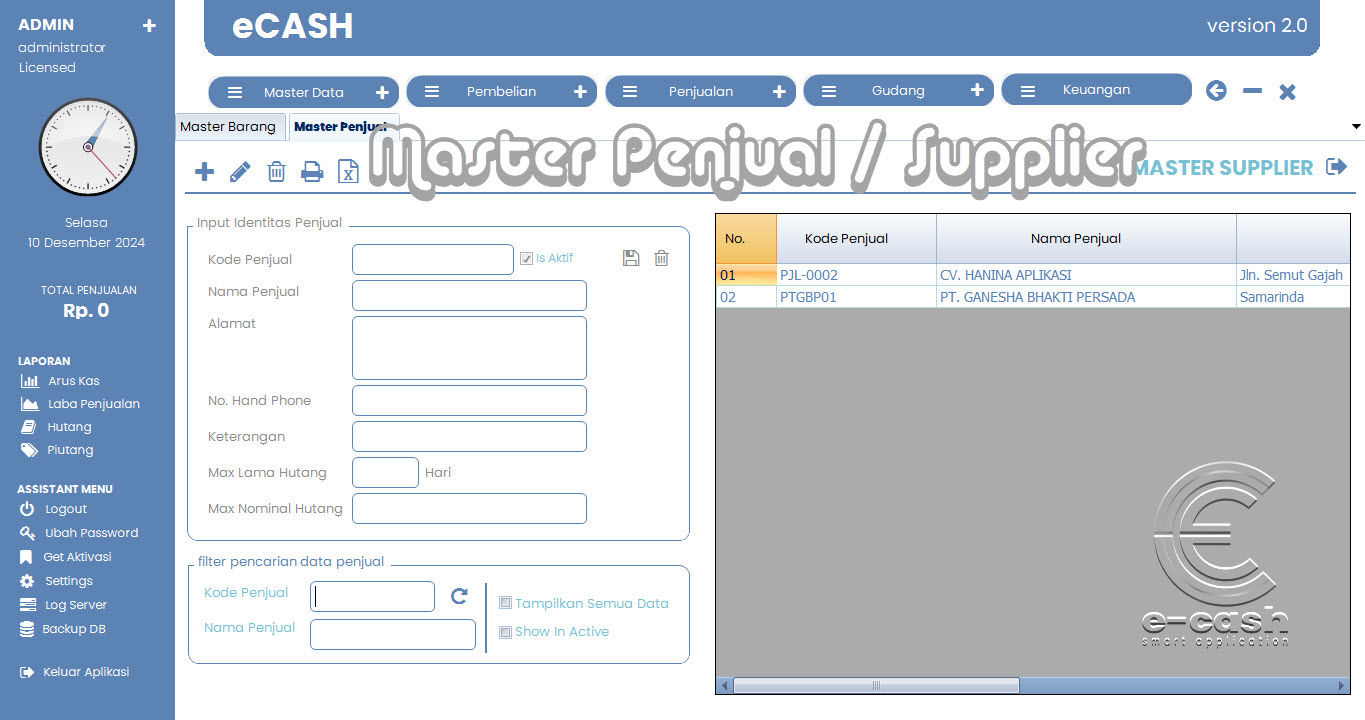 ADMIN
administrator
Licensed
Selasa
10 Desember 2024
TOTAL PENJUALAN
Rp. 0
LAPORAN
Arus Kas
Laba Penjualan
Hutang
Piutang
ASSISTANT MENU
Logout
Ubah Password
Get Aktivasi
Settings
Log Server
Backup DB
Keluar Aplikasi
eCASH
version 2.0
Master Data
Pembelian
Penjualan
Gudang
Keuangan
Master Barang
Master Penjual
Master Penjual / Supplier
MASTER SUPPLIER
Input Identitas Penjual
Kode Penjual
Is Aktif
Nama Penjual
Alamat
No. Hand Phone
Keterangan
Max Lama Hutang
Hari
Max Nominal Hutang
filter pencarian data penjual
Kode Penjual
Nama Penjual
Tampilkan Semua Data
Show In Active
No. Kode Penjual Nama Penjual
01 PJL-0002 CV. HANINA APLIKASI Jln. Semut Gajah
02 PTGBP01 PT. GANESHA BHAKTI PERSADA Samarinda
e-cash
smart application